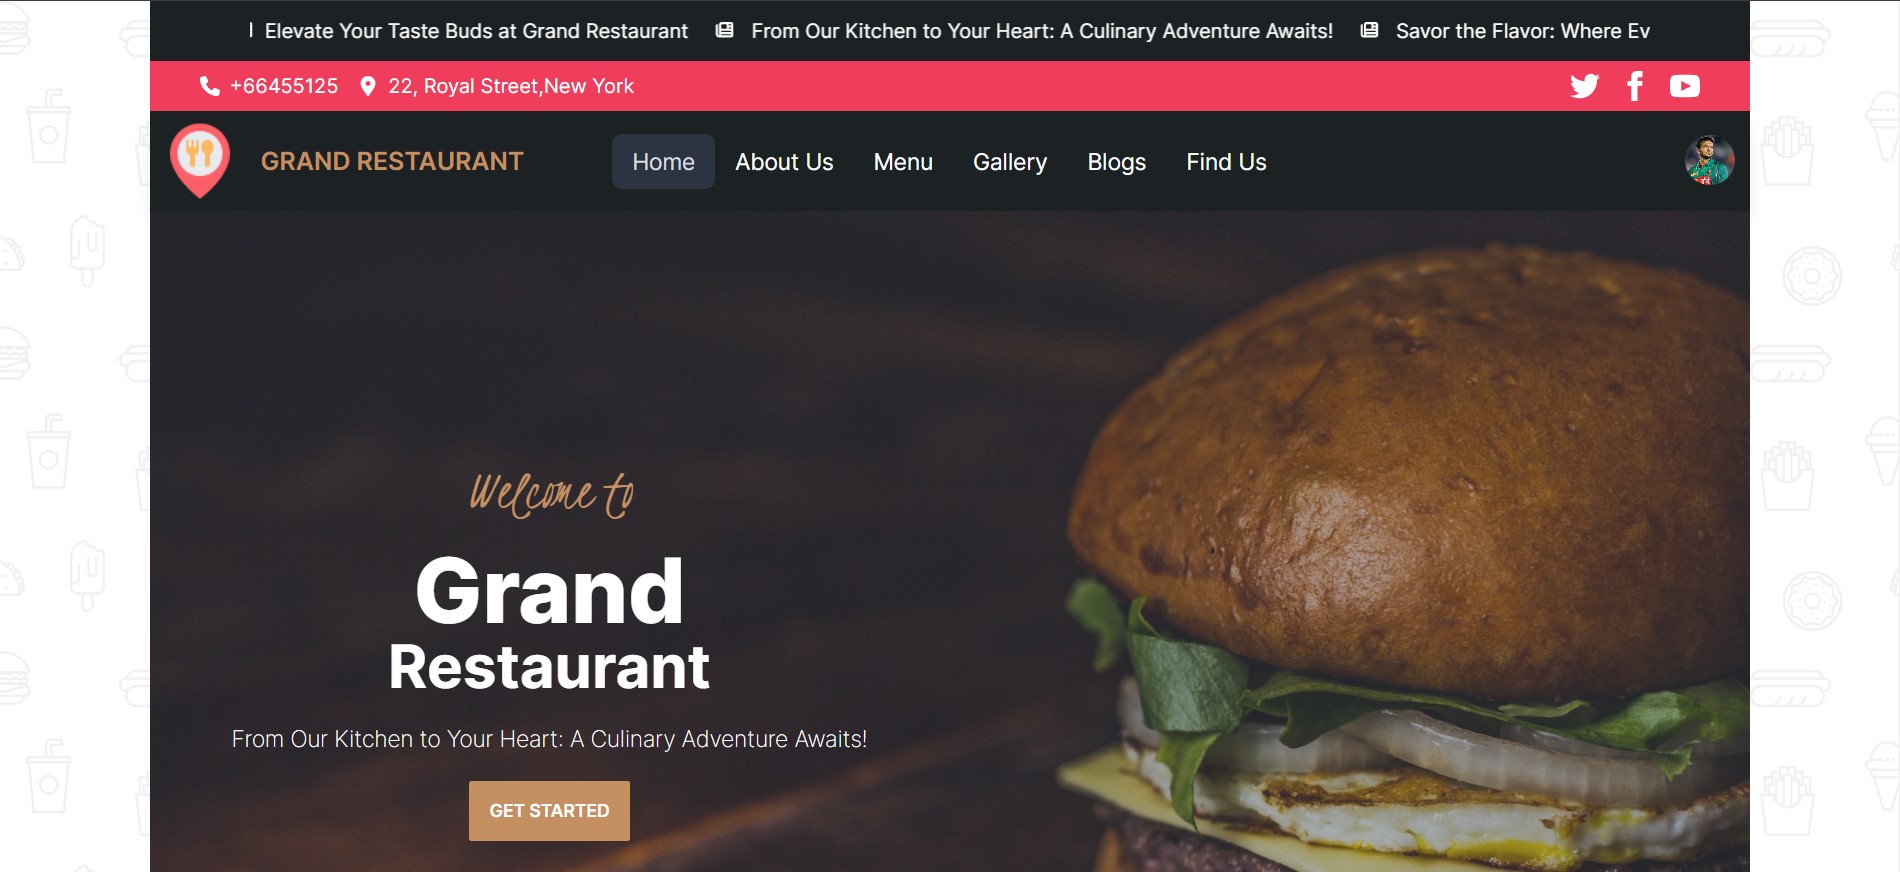 Elevate Your Taste Buds at Grand Restaurant From Our Kitchen to Your Heart: A Culinary Adventure Awaits! Savor the Flavor: Where Ev
+66455125 22, Royal Street,New York
GRAND RESTAURANT Home About Us Menu Gallery Blogs Find Us
Welcome to
Grand
Restaurant
From Our Kitchen to Your Heart: A Culinary Adventure Awaits!
GET STARTED